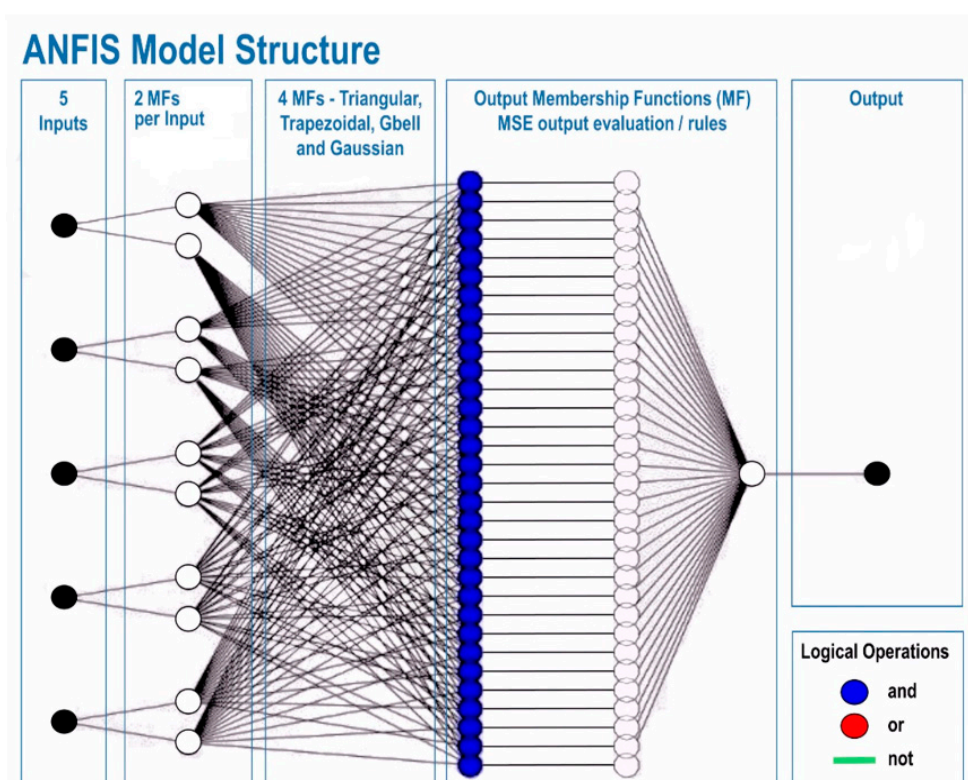 ANFIS Model Structure
5
Inputs
2 MFs
per Input
4 MFs - Triangular,
Trapezoidal, Gbell
and Gaussian
Output Membership Functions (MF)
MSE output evaluation / rules
Output
Logical Operations
and
or
not